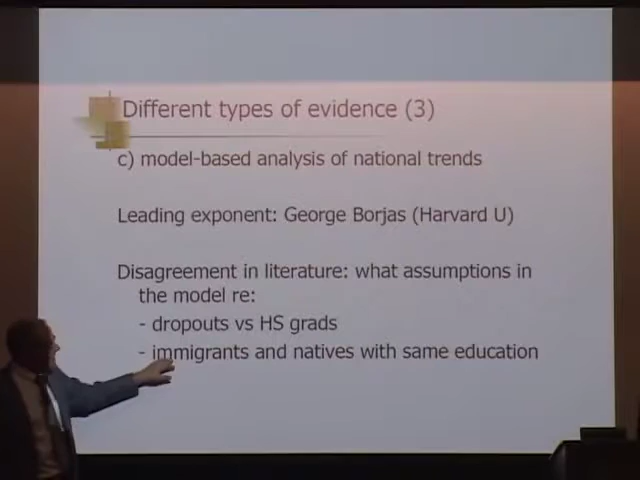 Different types of evidence (3)
c) model-based analysis of national trends
Leading exponent: George Borjas (Harvard U)
Disagreement in literature: what assumptions in
the model re:
- dropouts vs HS grads
- immigrants and natives with same education